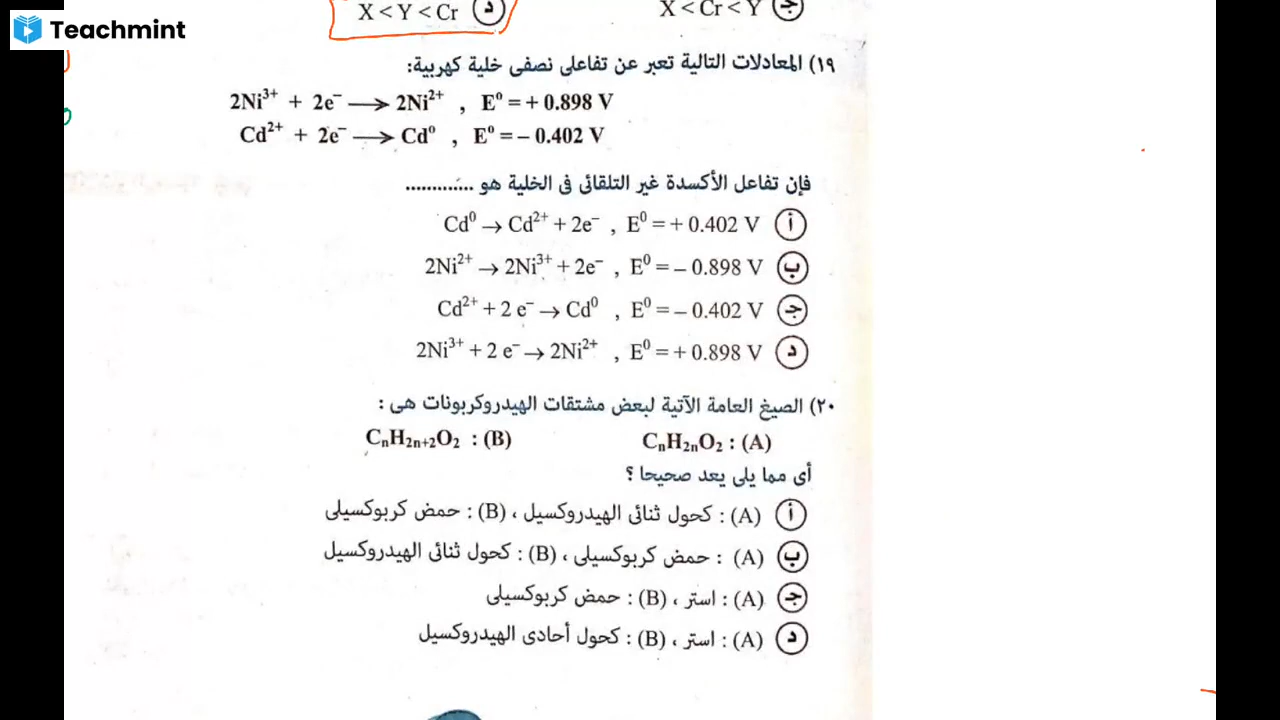 Teachmint
ج X < Cr < Y
د X < Y < Cr
١٩) المعادلات التالية تعبر عن تفاعلى نصفى خلية كهربية:
2Ni³⁺ + 2e⁻ ⟶ 2Ni²⁺ , E⁰ = + 0.898 V
Cd²⁺ + 2e⁻ ⟶ Cd⁰ , E⁰ = – 0.402 V
فإن تفاعل الأكسدة غير التلقائى فى الخلية هو .............
أ Cd⁰ → Cd²⁺ + 2e⁻ , E⁰ = + 0.402 V
ب 2Ni²⁺ → 2Ni³⁺ + 2e⁻ , E⁰ = – 0.898 V
ج Cd²⁺ + 2 e⁻ → Cd⁰ , E⁰ = – 0.402 V
د 2Ni³⁺ + 2 e⁻ → 2Ni²⁺ , E⁰ = + 0.898 V
٢٠) الصيغ العامة الآتية لبعض مشتقات الهيدروكربونات هى :
(A) : CₙH₂ₙO₂ (B) : CₙH₂ₙ₊₂O₂
أى مما يلى يعد صحيحا ؟
أ (A) : كحول ثنائى الهيدروكسيل ، (B) : حمض كربوكسيلى
ب (A) : حمض كربوكسيلى ، (B) : كحول ثنائى الهيدروكسيل
ج (A) : استر ، (B) : حمض كربوكسيلى
د (A) : استر ، (B) : كحول أحادى الهيدروكسيل